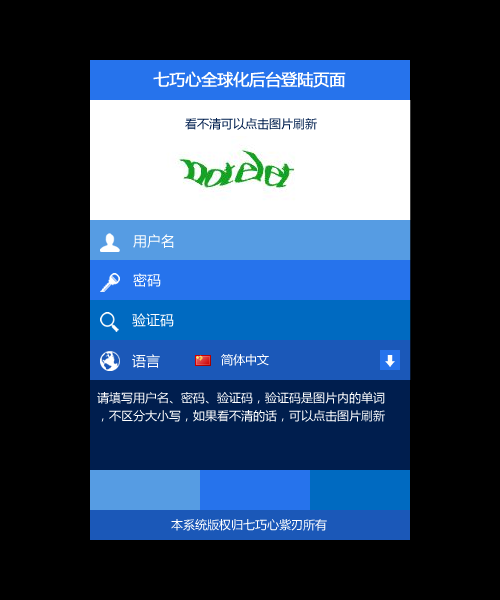 七巧心全球化后台登陆页面
看不清可以点击图片刷新
用户名
密码
验证码
语言 简体中文
请填写用户名、密码、验证码，验证码是图片内的单词
，不区分大小写，如果看不清的话，可以点击图片刷新
本系统版权归七巧心紫刃所有